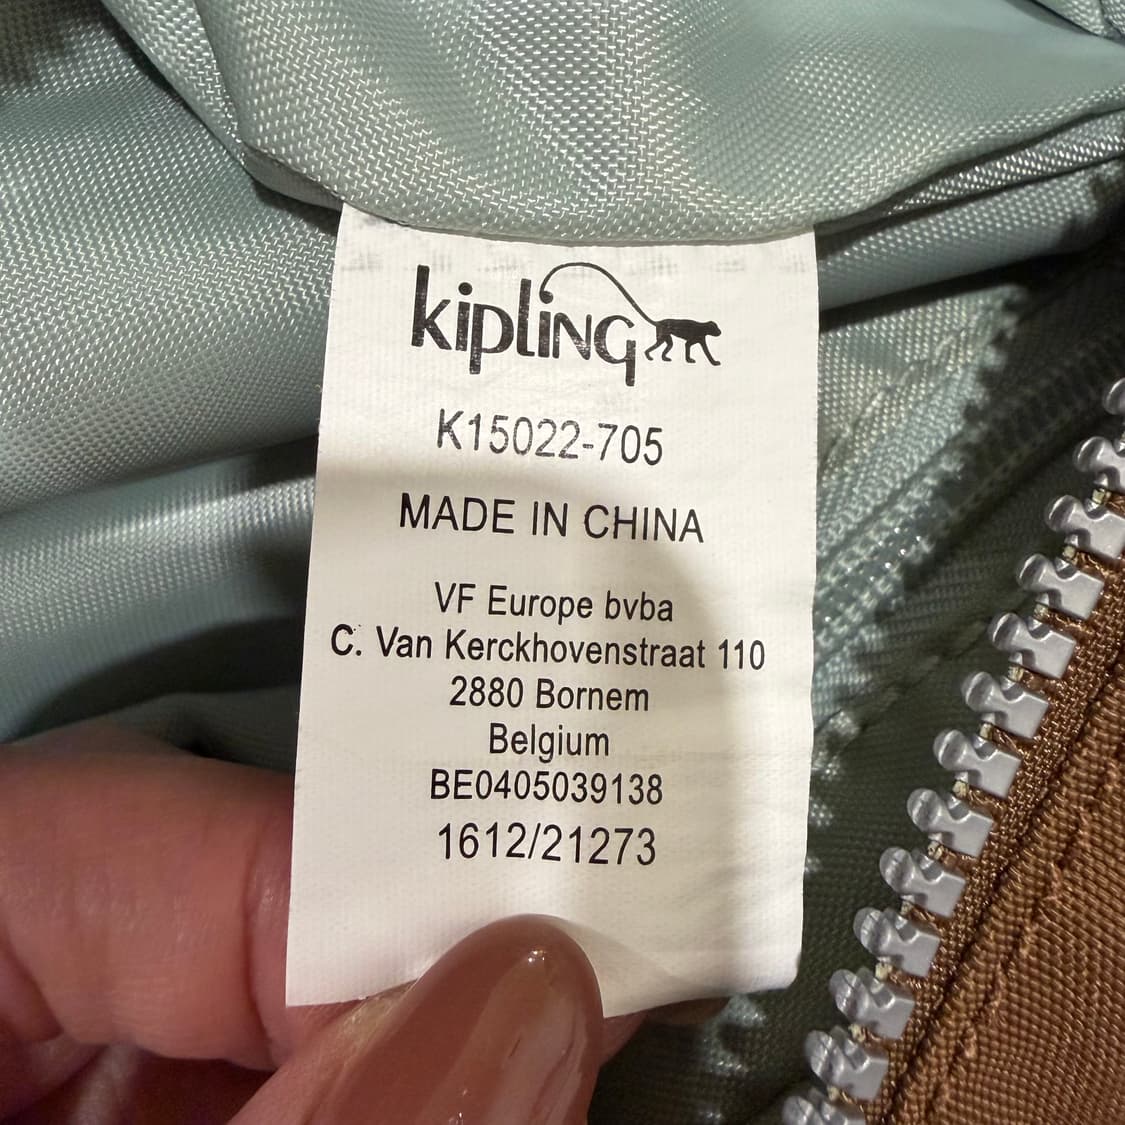 kipling
K15022-705
MADE IN CHINA
VF Europe bvba
C. Van Kerckhovenstraat 110
2880 Bornem
Belgium
BE0405039138
1612/21273